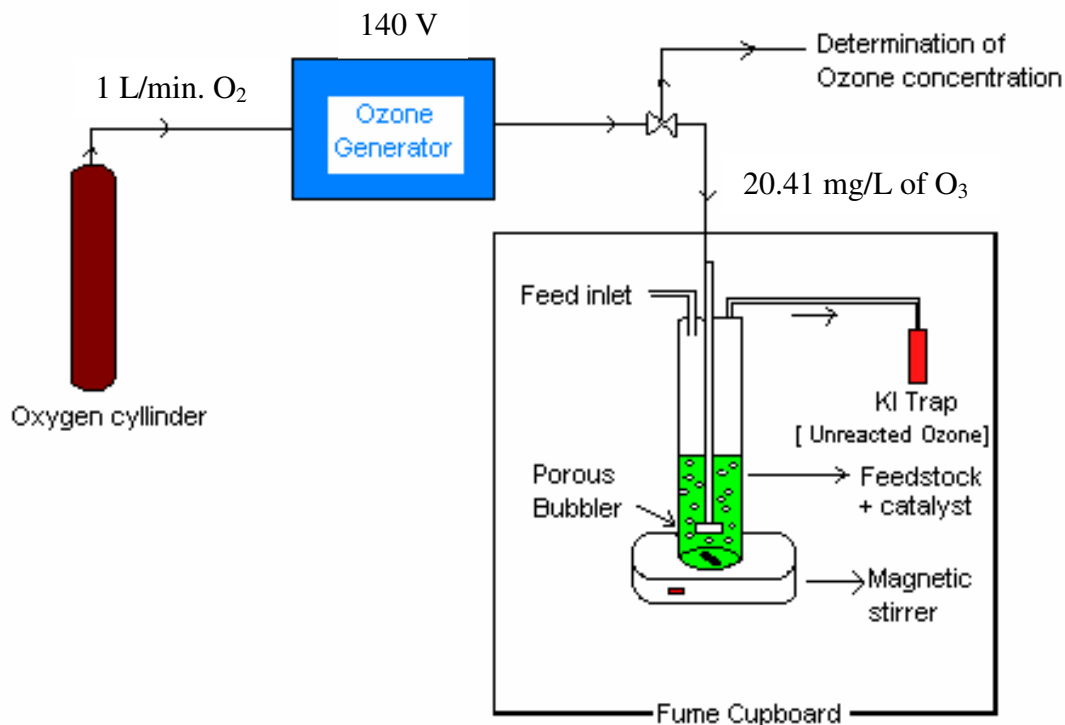 140 V
1 L/min. O₂
Ozone
Generator
Determination of
Ozone concentration
20.41 mg/L of O₃
Feed inlet
Oxygen cyllinder
KI Trap
[ Unreacted Ozone]
Porous
Bubbler
Feedstock
+ catalyst
Magnetic
stirrer
Fume Cupboard